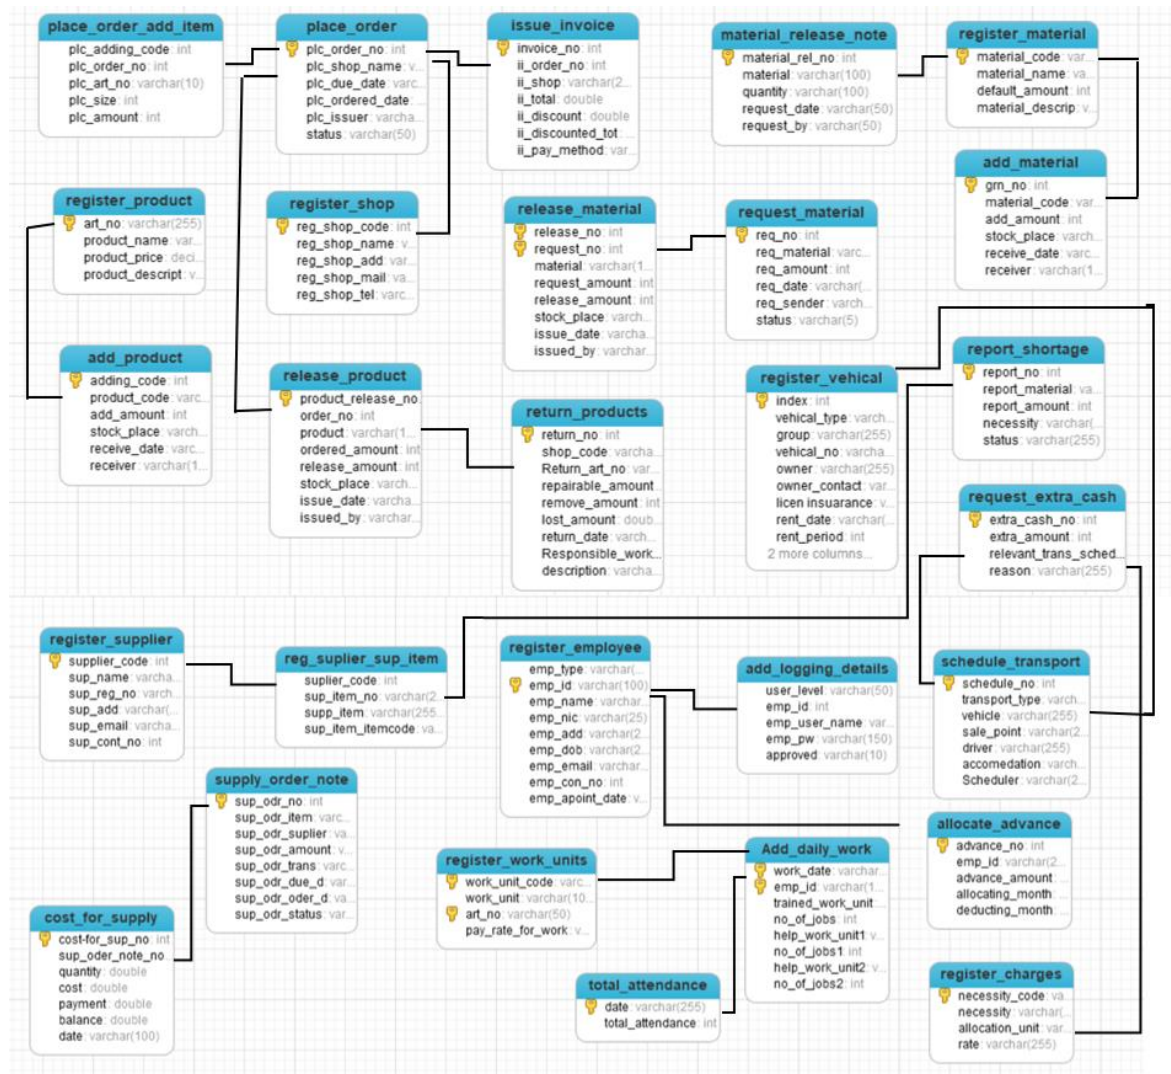 place_order_add_item
plc_adding_code: int
plc_order_no: int
plc_art_no: varchar(10)
plc_size: int
plc_amount: int
place_order
plc_order_no: int
plc_shop_name: v...
plc_due_date: varc...
plc_ordered_date: ...
plc_issuer: varcha...
status: varchar(50)
issue_invoice
invoice_no: int
ii_order_no: int
ii_shop: varchar(2...
ii_total: double
ii_discount: double
ii_discounted_tot: ...
ii_pay_method: var...
material_release_note
material_rel_no: int
material: varchar(100)
quantity: varchar(100)
request_date: varchar(50)
request_by: varchar(50)
register_material
material_code: var...
material_name: va...
default_amount: int
material_descrip: v...
add_material
grn_no: int
material_code: var...
add_amount: int
stock_place: varch...
receive_date: varc...
receiver: varchar(1...
register_product
art_no: varchar(255)
product_name: var...
product_price: deci...
product_descript: v...
register_shop
reg_shop_code: int
reg_shop_name: v...
reg_shop_add: var...
reg_shop_mail: va...
reg_shop_tel: varc...
release_material
release_no: int
request_no: int
material: varchar(1...
request_amount: int
release_amount: int
stock_place: varch...
issue_date: varcha...
issued_by: varchar...
request_material
req_no: int
req_material: varc...
req_amount: int
req_date: varchar(...
req_sender: varch...
status: varchar(5)
add_product
adding_code: int
product_code: varc...
add_amount: int
stock_place: varch...
receive_date: varc...
receiver: varchar(1...
release_product
product_release_no...
order_no: int
product: varchar(1...
ordered_amount: int
release_amount: int
stock_place: varch...
issue_date: varcha...
issued_by: varchar...
return_products
return_no: int
shop_code: varcha...
Return_art_no: var...
repairable_amount...
remove_amount: int
lost_amount: doub...
return_date: varch...
Responsible_work...
description: varcha...
register_vehical
index: int
vehical_type: varch...
group: varchar(255)
vehical_no: varcha...
owner: varchar(255)
owner_contact: var...
licen insuarance: v...
rent_date: varchar(...
rent_period: int
2 more columns...
report_shortage
report_no: int
report_material: va...
report_amount: int
necessity: varchar(...
status: varchar(255)
request_extra_cash
extra_cash_no: int
extra_amount: int
relevant_trans_sched...
reason: varchar(255)
register_supplier
supplier_code: int
sup_name: varcha...
sup_reg_no: varch...
sup_add: varchar(...
sup_email: varcha...
sup_cont_no: int
reg_suplier_sup_item
suplier_code: int
sup_item_no: varchar(2...
supp_item: varchar(255...
sup_item_itemcode: va...
register_employee
emp_type: varchar(...
emp_id: varchar(100)
emp_name: varchar...
emp_nic: varchar(25)
emp_add: varchar(2...
emp_dob: varchar(2...
emp_email: varchar...
emp_con_no: int
emp_apoint_date: v...
add_logging_details
user_level: varchar(50)
emp_id: int
emp_user_name: var...
emp_pw: varchar(150)
approved: varchar(10)
schedule_transport
schedule_no: int
transport_type: varch...
vehicle: varchar(255)
sale_point: varchar(2...
driver: varchar(255)
accomedation: varch...
Scheduler: varchar(2...
supply_order_note
sup_odr_no: int
sup_odr_item: varc...
sup_odr_suplier: va...
sup_odr_amount: v...
sup_odr_trans: varc...
sup_odr_due_d: var...
sup_odr_oder_d: va...
sup_odr_status: var...
cost_for_supply
cost-for_sup_no: int
sup_oder_note_no
quantity: double
cost: double
payment: double
balance: double
date: varchar(100)
register_work_units
work_unit_code: varc...
work_unit: varchar(10...
art_no: varchar(50)
pay_rate_for_work: v...
Add_daily_work
work_date: varchar...
emp_id: varchar(1...
trained_work_unit: ...
no_of_jobs: int
help_work_unit1: v...
no_of_jobs1: int
help_work_unit2: v...
no_of_jobs2: int
allocate_advance
advance_no: int
emp_id: varchar(2...
advance_amount: ...
allocating_month: ...
deducting_month: ...
total_attendance
date: varchar(255)
total_attendance: int
register_charges
necessity_code: va
necessity: varchar(...
allocation_unit: var...
rate: varchar(255)